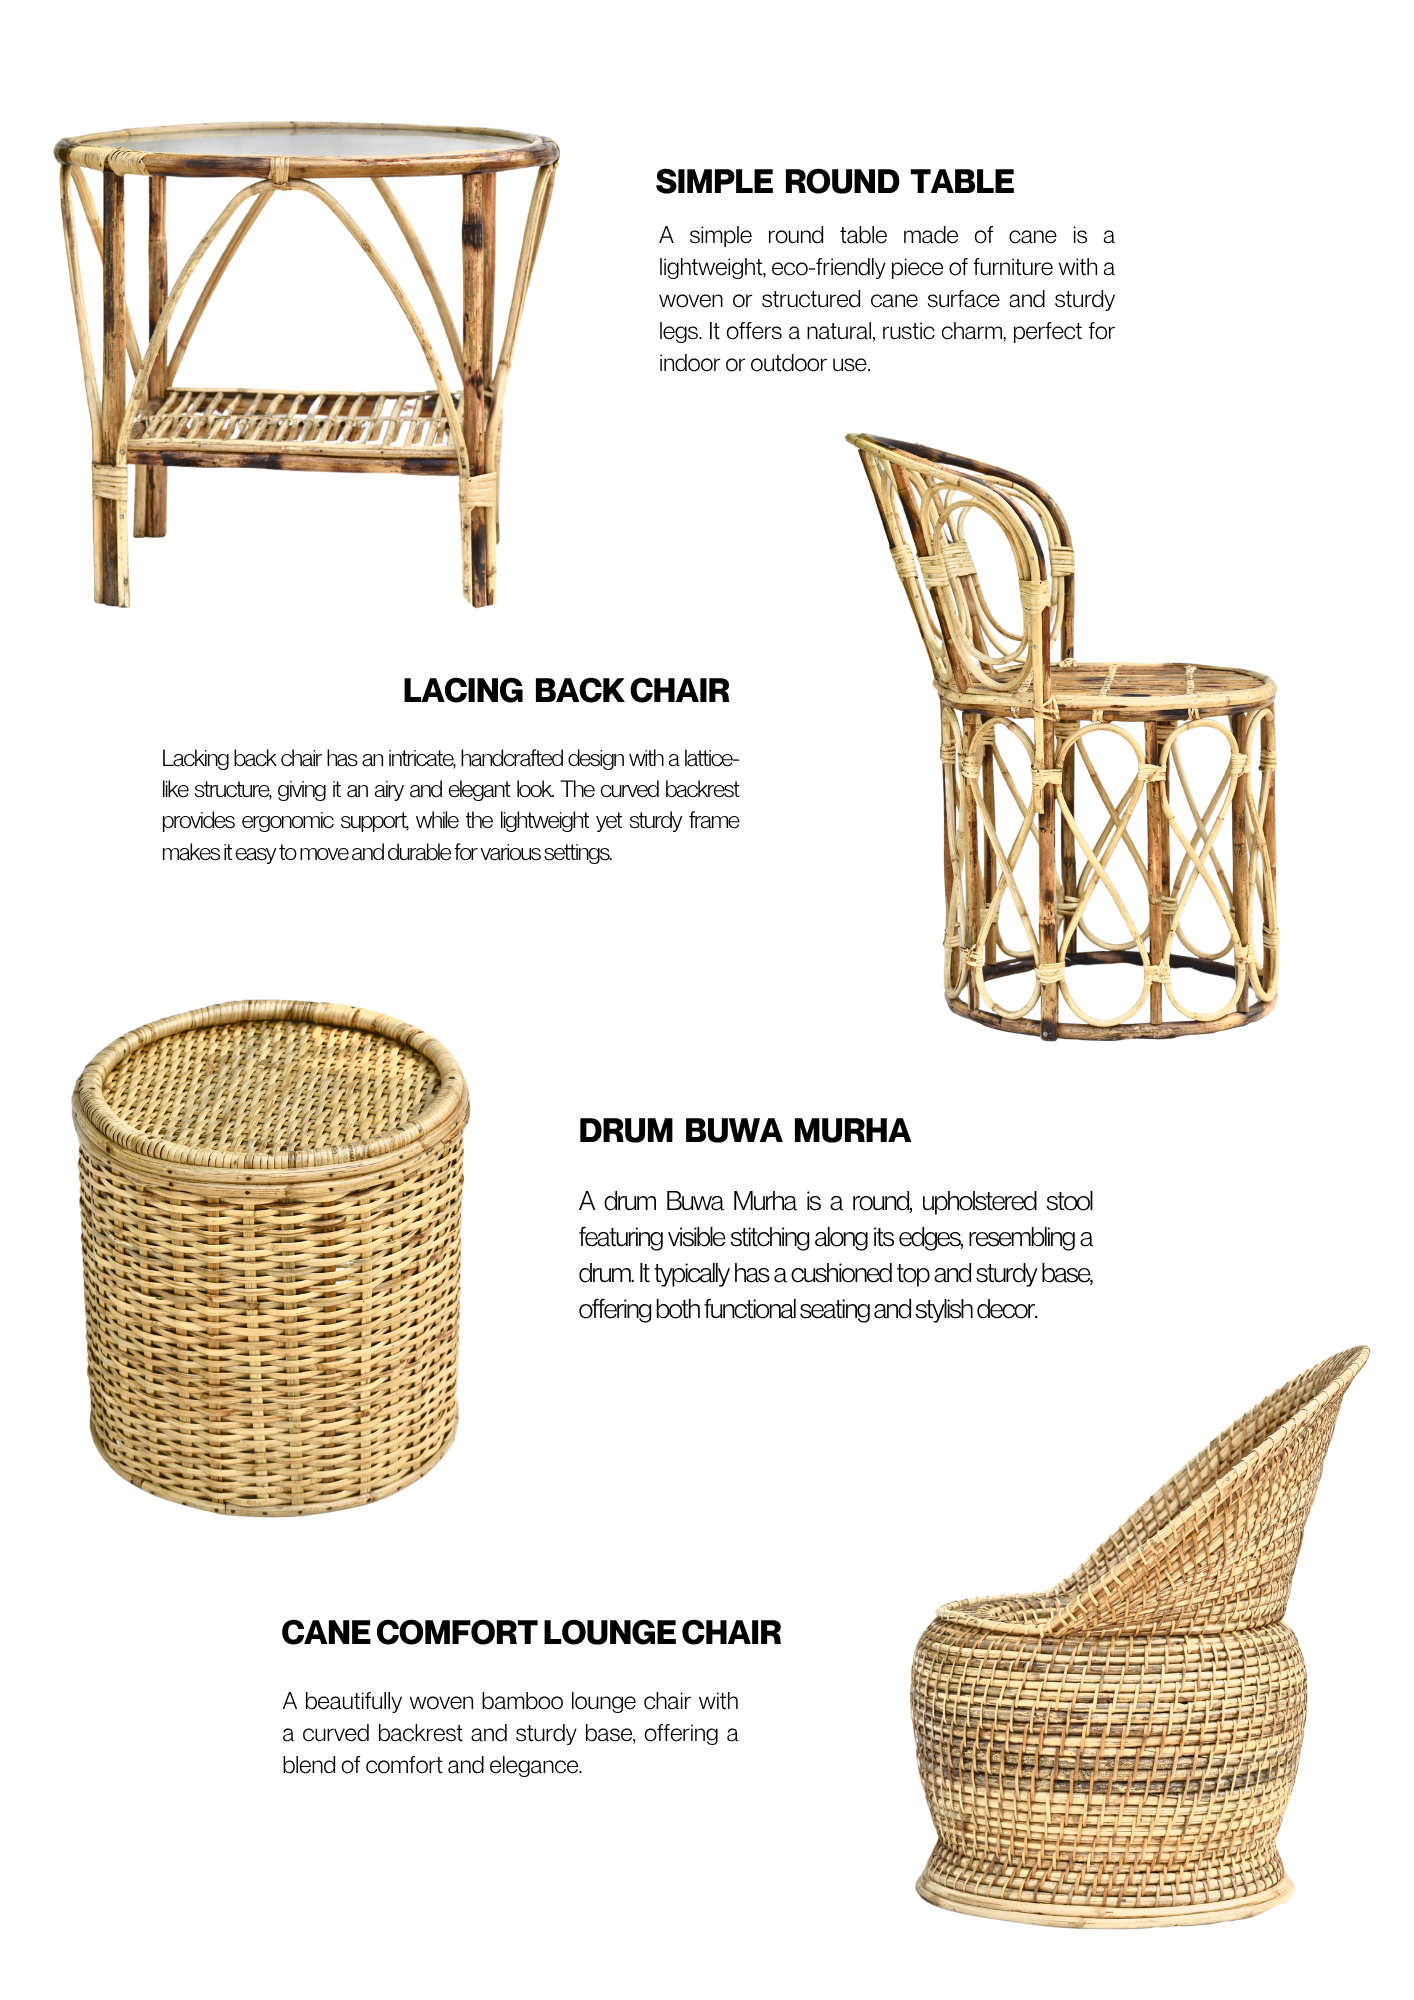 SIMPLE ROUND TABLE
A simple round table made of cane is a
lightweight, eco-friendly piece of furniture with a
woven or structured cane surface and sturdy
legs. It offers a natural, rustic charm, perfect for
indoor or outdoor use.
LACING BACK CHAIR
Lacking back chair has an intricate, handcrafted design with a lattice-
like structure, giving it an airy and elegant look. The curved backrest
provides ergonomic support, while the lightweight yet sturdy frame
makes it easy to move and durable for various settings.
DRUM BUWA MURHA
A drum Buwa Murha is a round, upholstered stool
featuring visible stitching along its edges, resembling a
drum. It typically has a cushioned top and sturdy base,
offering both functional seating and stylish decor.
CANE COMFORT LOUNGE CHAIR
A beautifully woven bamboo lounge chair with
a curved backrest and sturdy base, offering a
blend of comfort and elegance.